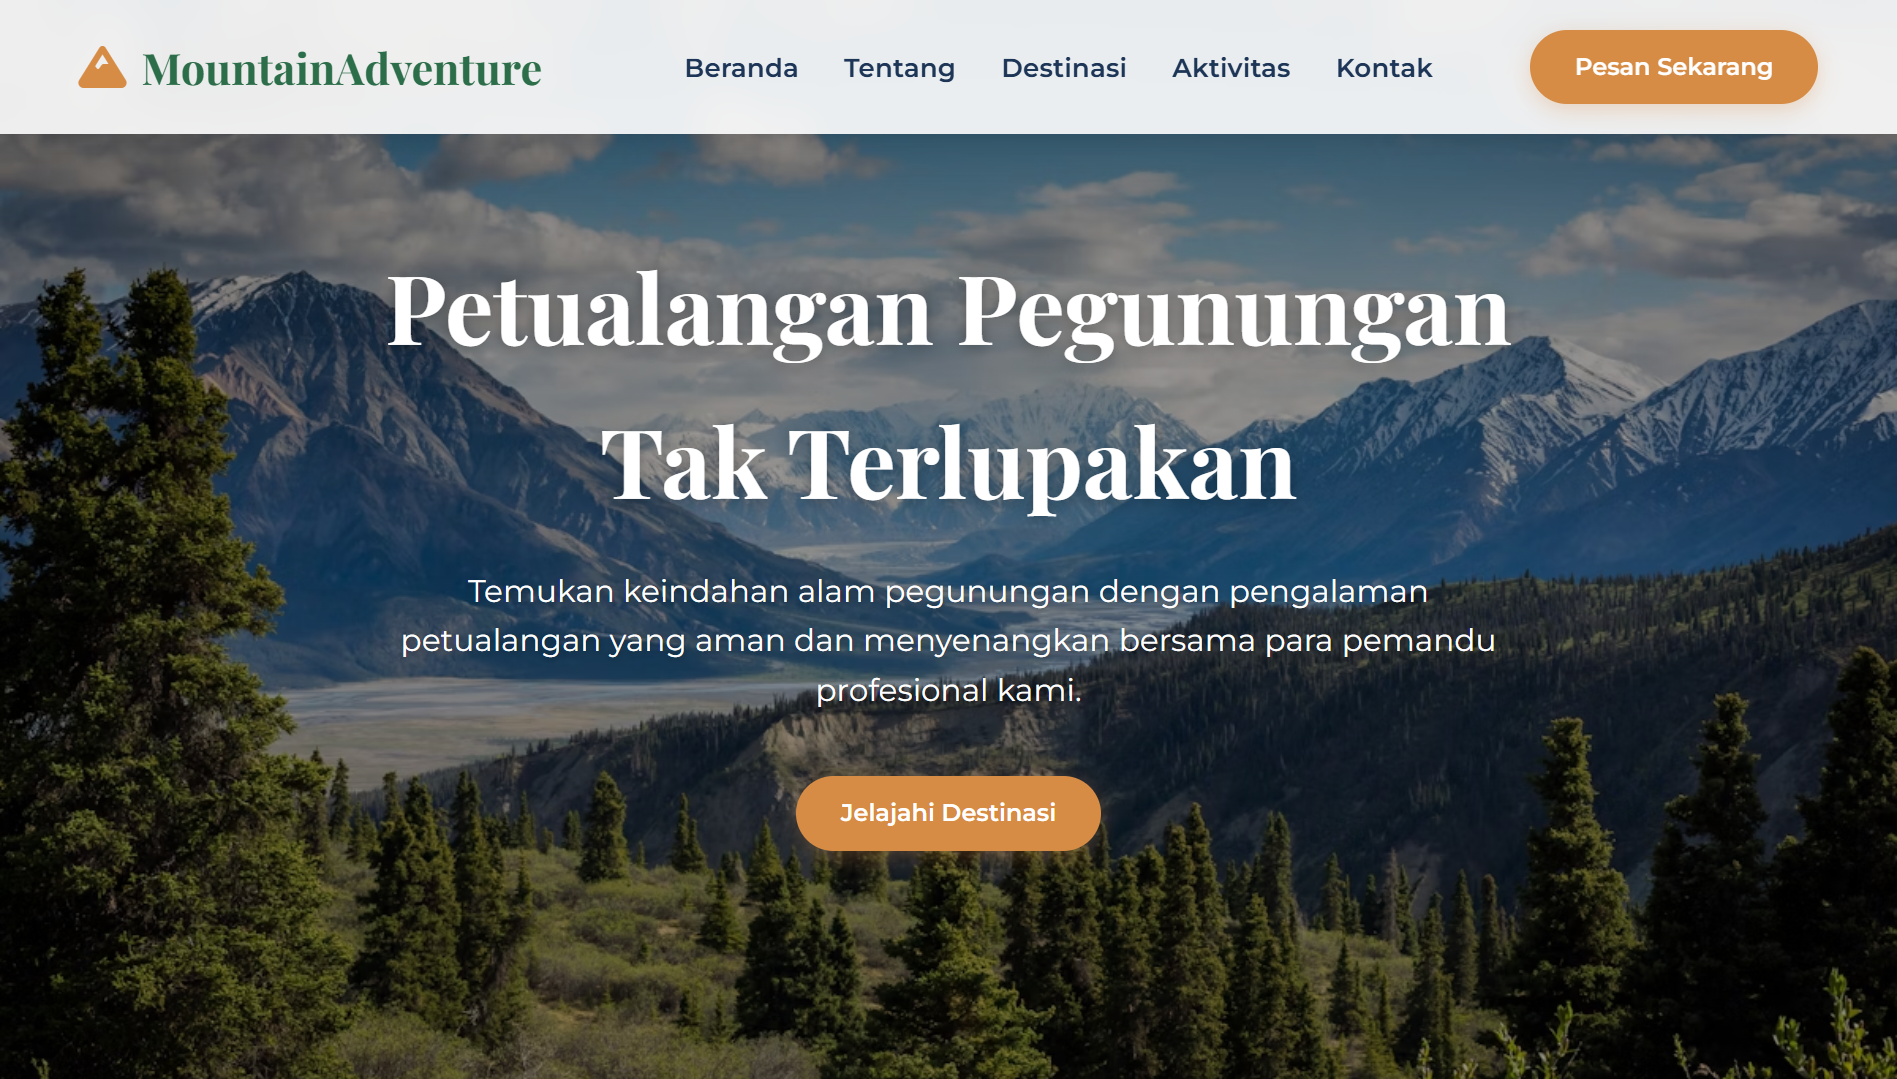 MountainAdventure
Beranda
Tentang
Destinasi
Aktivitas
Kontak
Pesan Sekarang
Petualangan Pegunungan
Tak Terlupakan
Temukan keindahan alam pegunungan dengan pengalaman
petualangan yang aman dan menyenangkan bersama para pemandu
profesional kami.
Jelajahi Destinasi